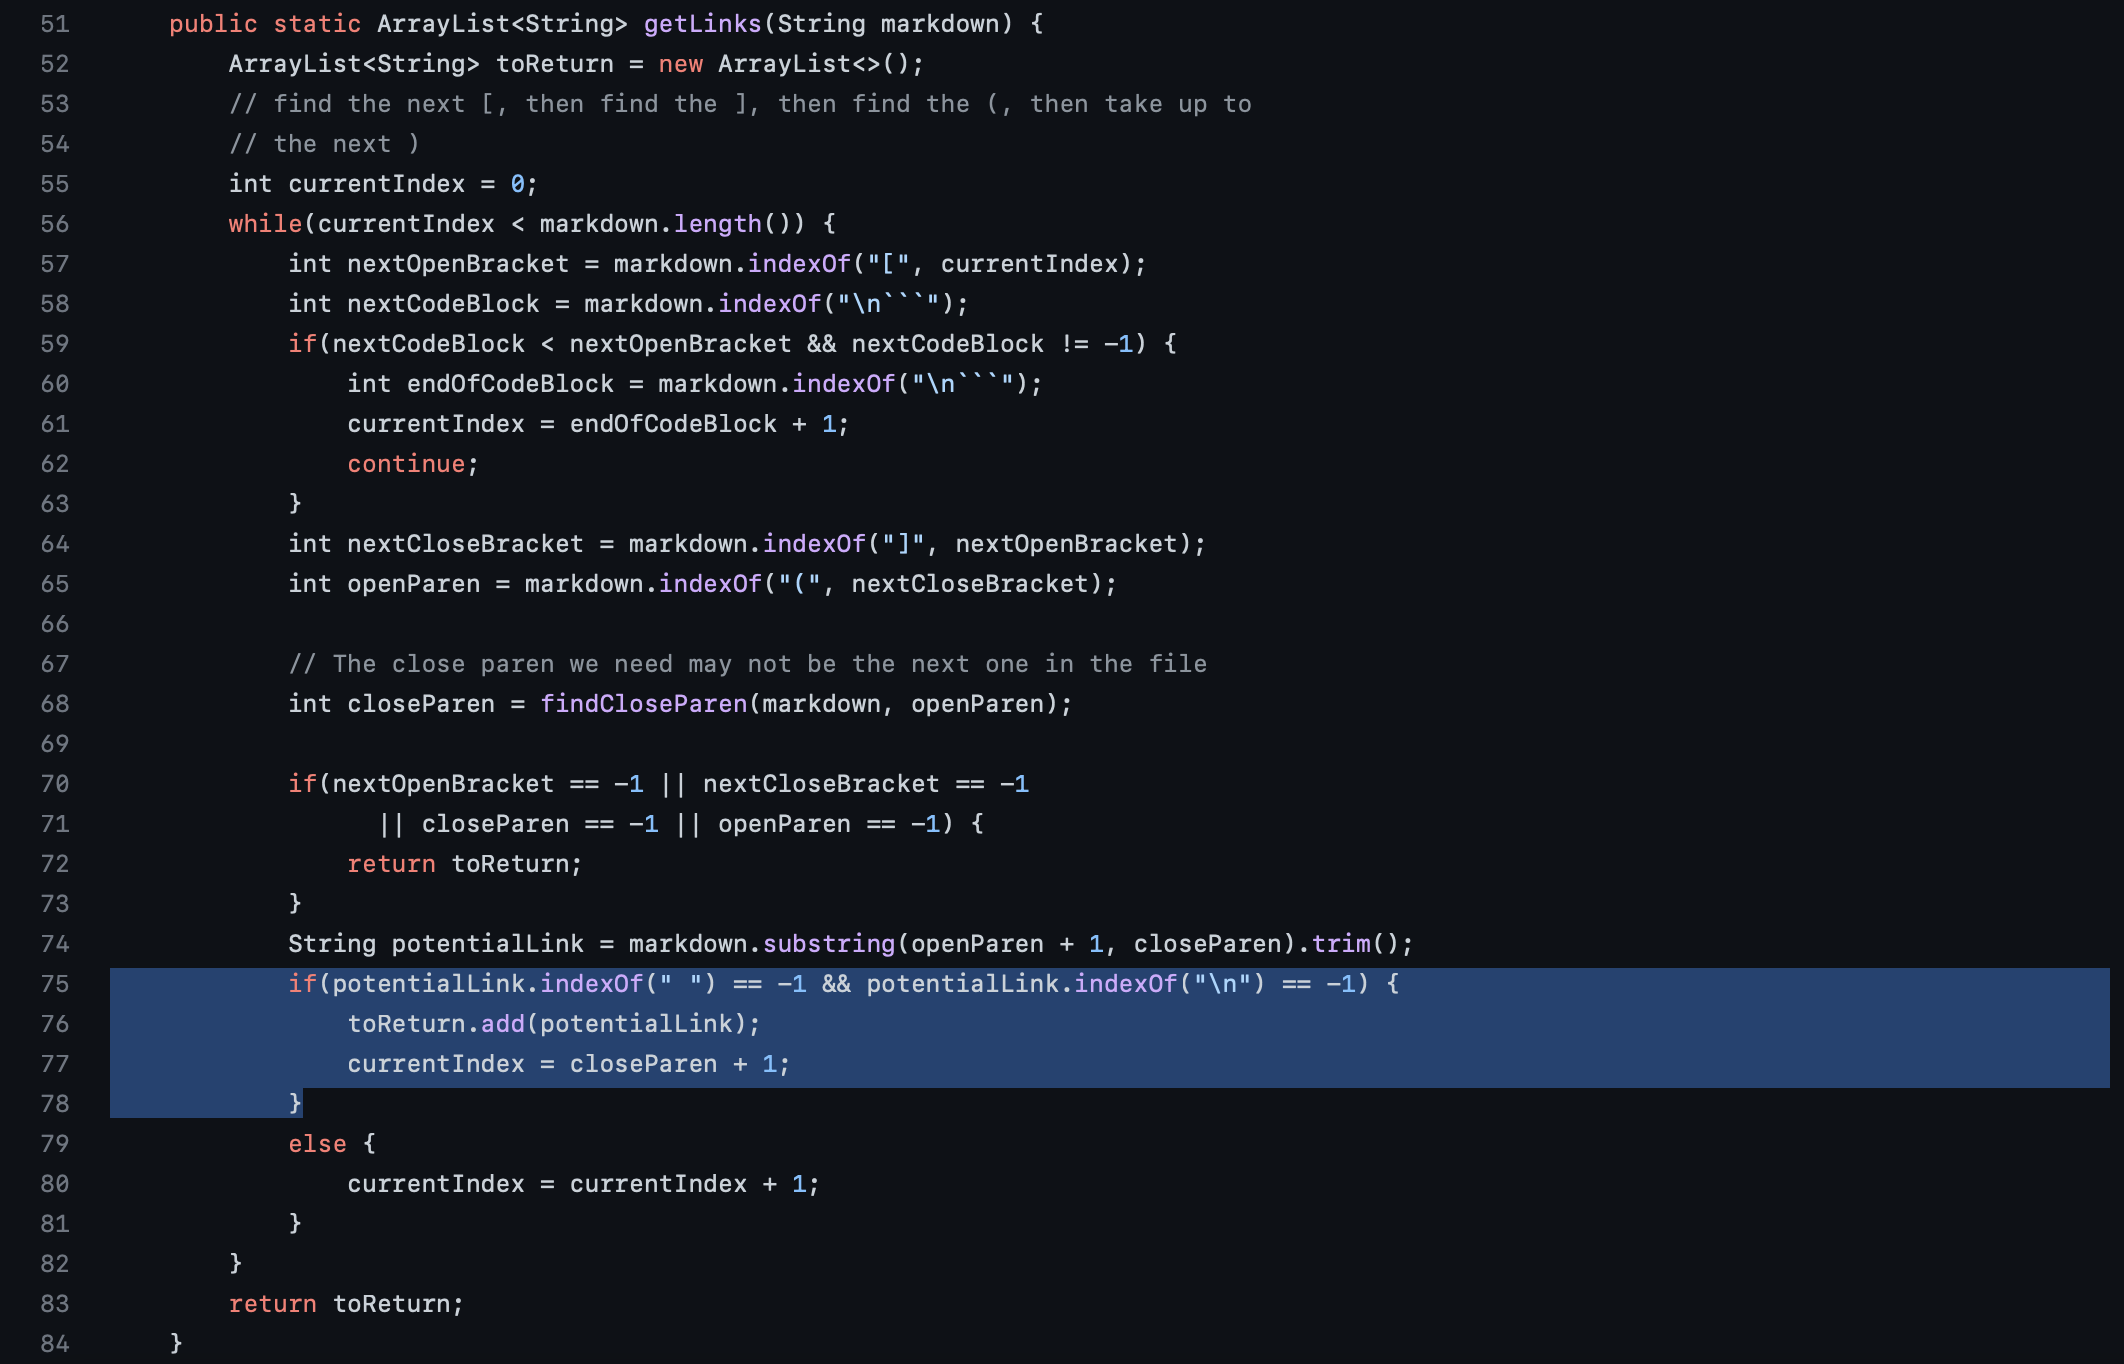 51 public static ArrayList<String> getLinks(String markdown) {
52 ArrayList<String> toReturn = new ArrayList<>();
53 // find the next [, then find the ], then find the (, then take up to
54 // the next )
55 int currentIndex = 0;
56 while(currentIndex < markdown.length()) {
57 int nextOpenBracket = markdown.indexOf("[", currentIndex);
58 int nextCodeBlock = markdown.indexOf("\n```");
59 if(nextCodeBlock < nextOpenBracket && nextCodeBlock != -1) {
60 int endOfCodeBlock = markdown.indexOf("\n```");
61 currentIndex = endOfCodeBlock + 1;
62 continue;
63 }
64 int nextCloseBracket = markdown.indexOf("]", nextOpenBracket);
65 int openParen = markdown.indexOf("(", nextCloseBracket);
66
67 // The close paren we need may not be the next one in the file
68 int closeParen = findCloseParen(markdown, openParen);
69
70 if(nextOpenBracket == -1 || nextCloseBracket == -1
71 || closeParen == -1 || openParen == -1) {
72 return toReturn;
73 }
74 String potentialLink = markdown.substring(openParen + 1, closeParen).trim();
75 if(potentialLink.indexOf(" ") == -1 && potentialLink.indexOf("\n") == -1) {
76 toReturn.add(potentialLink);
77 currentIndex = closeParen + 1;
78 }
79 else {
80 currentIndex = currentIndex + 1;
81 }
82 }
83 return toReturn;
84 }